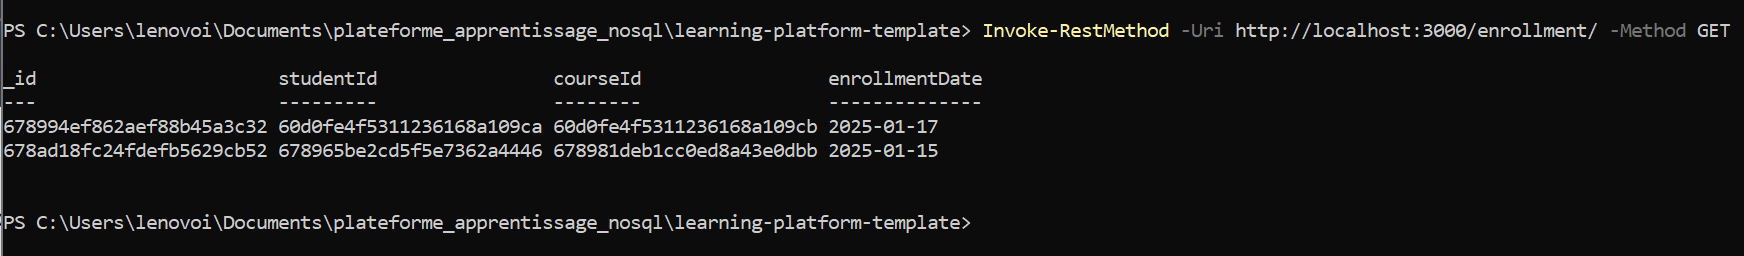 PS C:\Users\lenovoi\Documents\plateforme_apprentissage_nosql\learning-platform-template> Invoke-RestMethod -Uri http://localhost:3000/enrollment/ -Method GET
_id studentId courseId enrollmentDate
--- --------- -------- --------------
678994ef862aef88b45a3c32 60d0fe4f5311236168a109ca 60d0fe4f5311236168a109cb 2025-01-17
678ad18fc24fdefb5629cb52 678965be2cd5f5e7362a4446 678981deb1cc0ed8a43e0dbb 2025-01-15
PS C:\Users\lenovoi\Documents\plateforme_apprentissage_nosql\learning-platform-template>